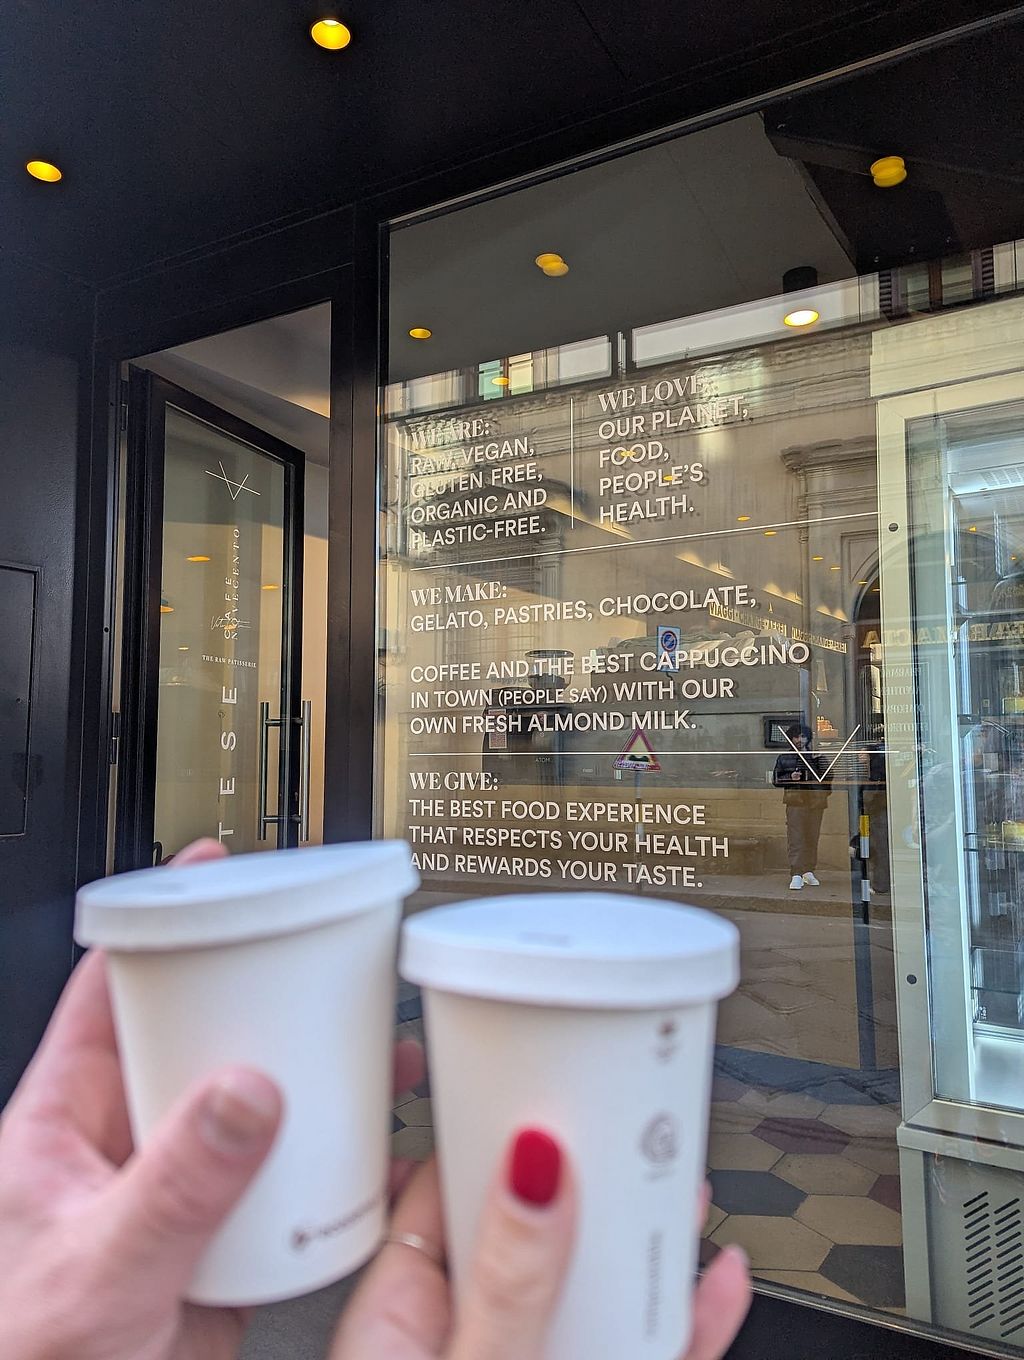 WE ARE:
RAW VEGAN,
GLUTEN FREE,
ORGANIC AND
PLASTIC-FREE.
WE LOVE:
OUR PLANET,
FOOD,
PEOPLE'S
HEALTH.
WE MAKE:
GELATO, PASTRIES, CHOCOLATE,
COFFEE AND THE BEST CAPPUCCINO
IN TOWN (PEOPLE SAY) WITH OUR
OWN FRESH ALMOND MILK.
WE GIVE:
THE BEST FOOD EXPERIENCE
THAT RESPECTS YOUR HEALTH
AND REWARDS YOUR TASTE.
THE RAW PATISSERIE
TESE